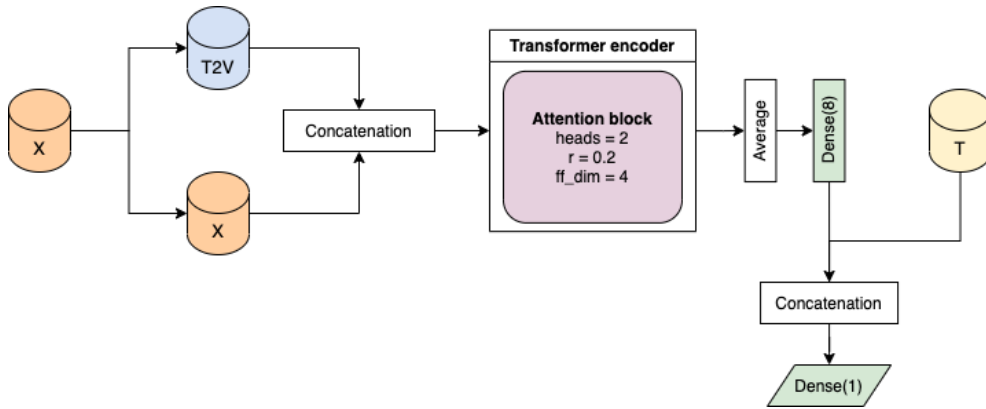 X
T2V
X
Concatenation
Transformer encoder
Attention block
heads = 2
r = 0.2
ff_dim = 4
Average
Dense(8)
T
Concatenation
Dense(1)